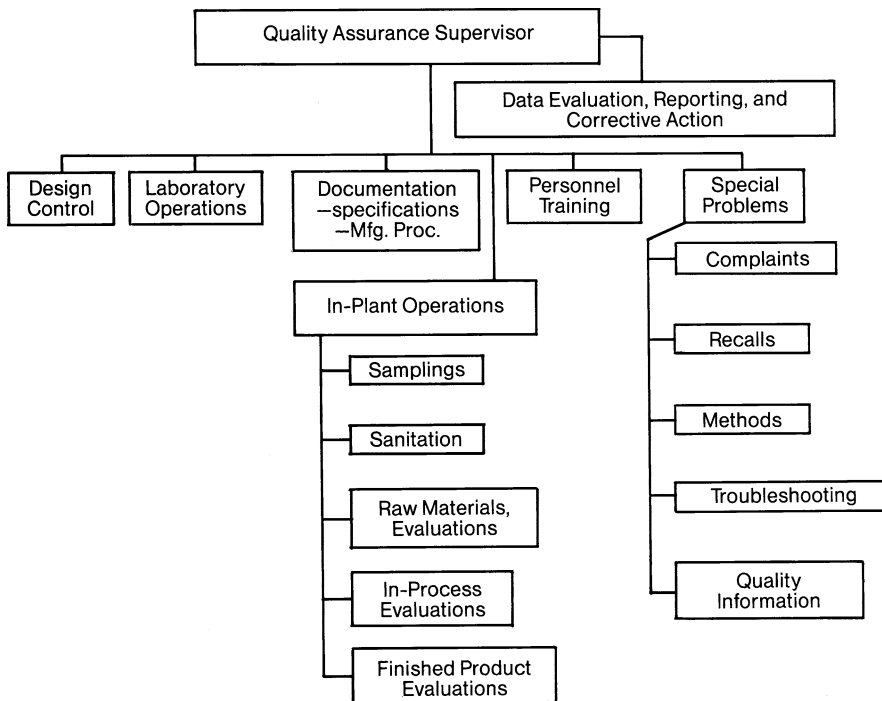 Quality Assurance Supervisor
Data Evaluation, Reporting, and
Corrective Action
Design
Control
Laboratory
Operations
Documentation
—specifications
—Mfg. Proc.
Personnel
Training
Special
Problems
In-Plant Operations
Samplings
Sanitation
Raw Materials,
Evaluations
In-Process
Evaluations
Finished Product
Evaluations
Complaints
Recalls
Methods
Troubleshooting
Quality
Information